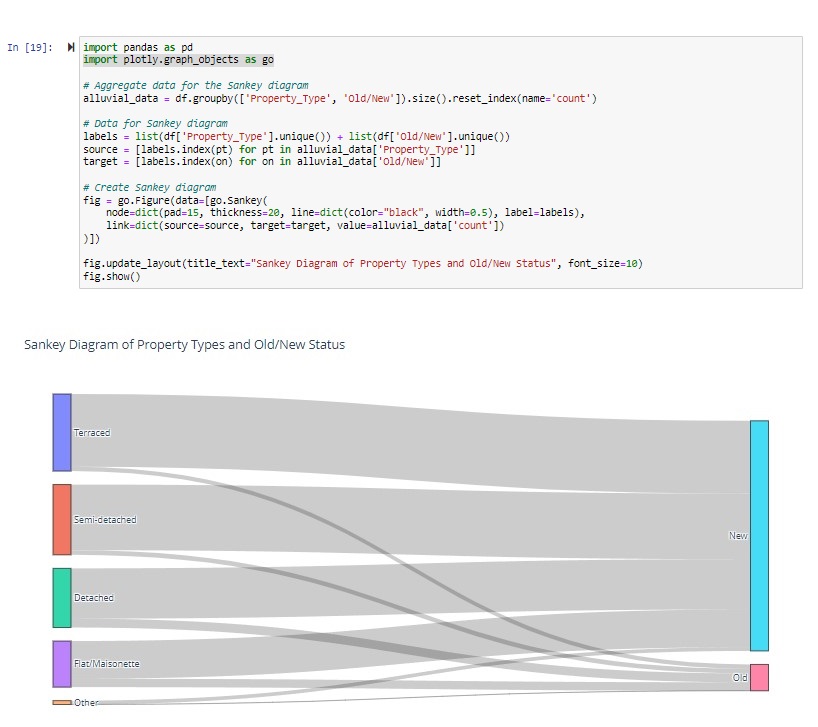 In [19]:
import pandas as pd
import plotly.graph_objects as go
# Aggregate data for the Sankey diagram
alluvial_data = df.groupby(['Property_Type', 'Old/New']).size().reset_index(name='count')
# Data for Sankey diagram
labels = list(df['Property_Type'].unique()) + list(df['Old/New'].unique())
source = [labels.index(pt) for pt in alluvial_data['Property_Type']]
target = [labels.index(on) for on in alluvial_data['Old/New']]
# Create Sankey diagram
fig = go.Figure(data=[go.Sankey(
    node=dict(pad=15, thickness=20, line=dict(color="black", width=0.5), label=labels),
    link=dict(source=source, target=target, value=alluvial_data['count'])
)])
fig.update_layout(title_text="Sankey Diagram of Property Types and Old/New Status", font_size=10)
fig.show()
Sankey Diagram of Property Types and Old/New Status
Terraced
Semi-detached
New
Detached
Flat/Maisonette
Old
Other